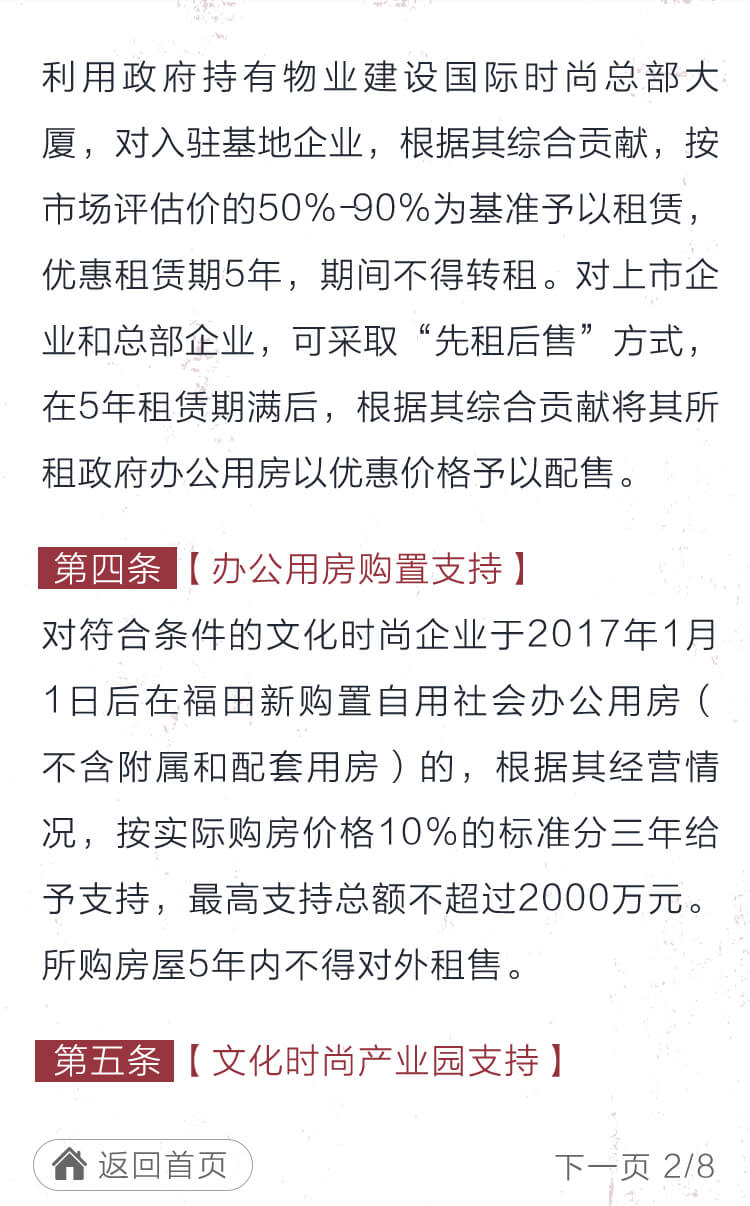 利用政府持有物业建设国际时尚总部大
厦，对入驻基地企业，根据其综合贡献，按
市场评估价的50%-90%为基准予以租赁，
优惠租赁期5年，期间不得转租。对上市企
业和总部企业，可采取“先租后售”方式，
在5年租赁期满后，根据其综合贡献将其所
租政府办公用房以优惠价格予以配售。
第四条【办公用房购置支持】
对符合条件的文化时尚企业于2017年1月
1日后在福田新购置自用社会办公用房（
不含附属和配套用房）的，根据其经营情
况，按实际购房价格10%的标准分三年给
予支持，最高支持总额不超过2000万元。
所购房屋5年内不得对外租售。
第五条【文化时尚产业园支持】
返回首页 下一页 2/8